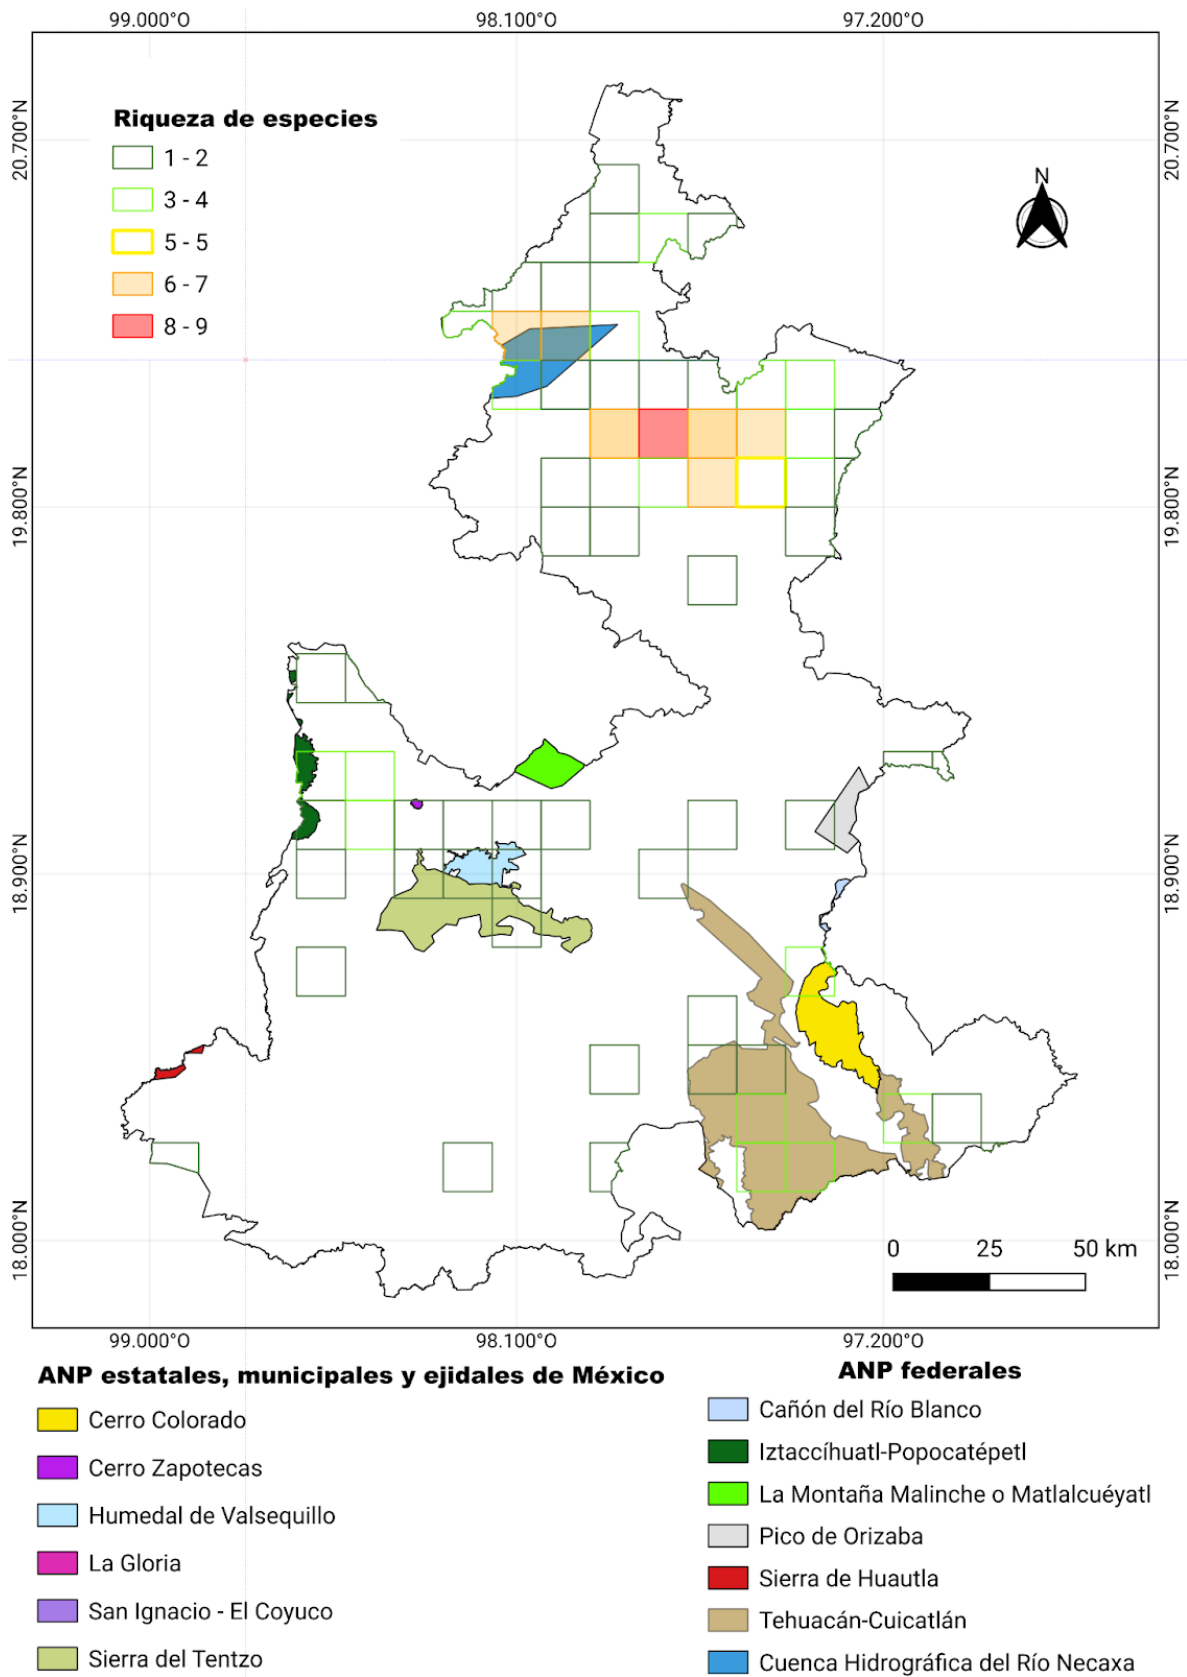 99.000°O 98.100°O 97.200°O
20.700°N 20.700°N
Riqueza de especies
1 - 2
3 - 4
5 - 5
6 - 7
8 - 9
N
19.800°N 19.800°N
18.900°N 18.900°N
18.000°N 18.000°N
0 25 50 km
99.000°O 98.100°O 97.200°O
ANP estatales, municipales y ejidales de México
Cerro Colorado
Cerro Zapotecas
Humedal de Valsequillo
La Gloria
San Ignacio - El Coyuco
Sierra del Tentzo
ANP federales
Cañón del Río Blanco
Iztaccíhuatl-Popocatépetl
La Montaña Malinche o Matlalcuéyatl
Pico de Orizaba
Sierra de Huautla
Tehuacán-Cuicatlán
Cuenca Hidrográfica del Río Necaxa